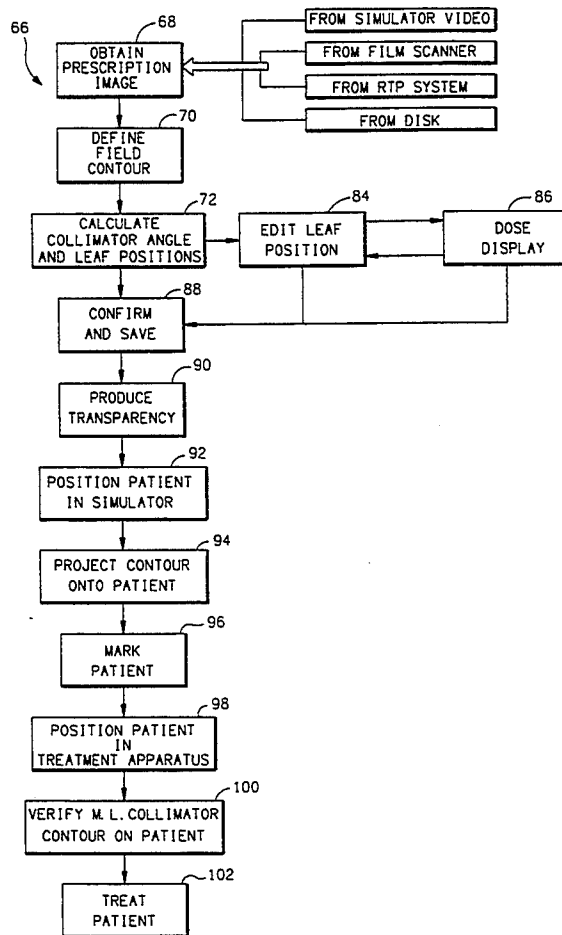 66
68
OBTAIN
PRESCRIPTION
IMAGE
FROM SIMULATOR VIDEO
FROM FILM SCANNER
FROM RTP SYSTEM
FROM DISK
70
DEFINE
FIELD
CONTOUR
72
CALCULATE
COLLIMATOR ANGLE
AND LEAF POSITIONS
84
EDIT LEAF
POSITION
86
DOSE
DISPLAY
88
CONFIRM
AND SAVE
90
PRODUCE
TRANSPARENCY
92
POSITION PATIENT
IN SIMULATOR
94
PROJECT CONTOUR
ONTO PATIENT
96
MARK
PATIENT
98
POSITION PATIENT
IN
TREATMENT APPARATUS
100
VERIFY M.L.COLLIMATOR
CONTOUR ON PATIENT
102
TREAT
PATIENT